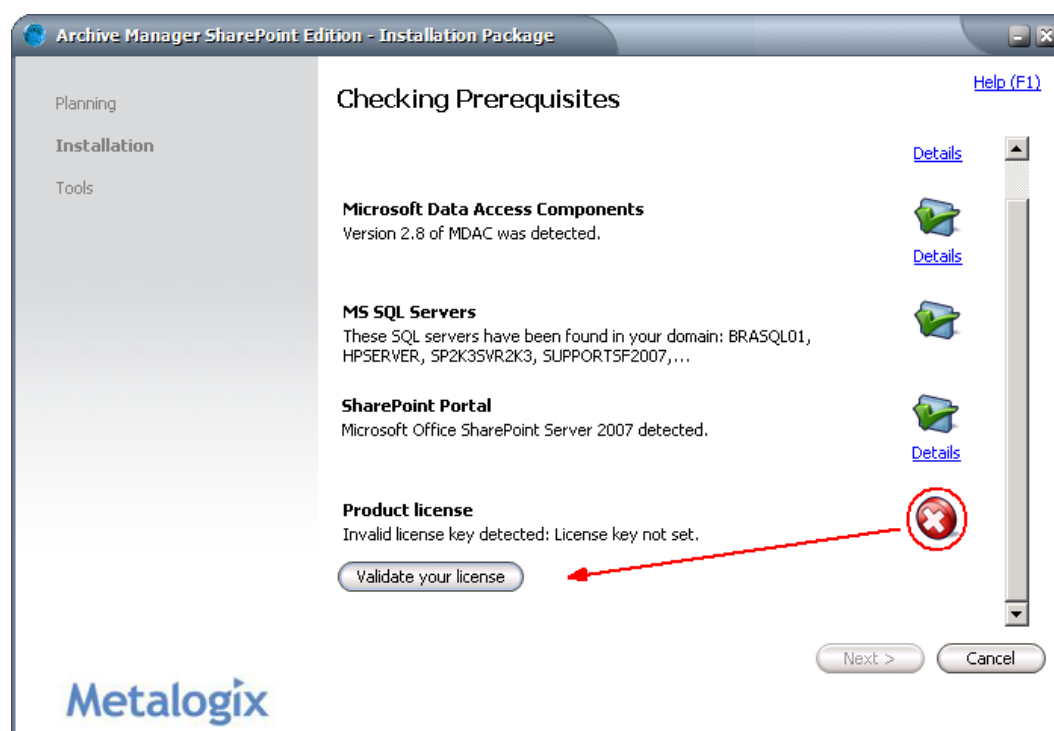 Archive Manager SharePoint Edition - Installation Package
Help (F1)
Planning
Installation
Tools
Checking Prerequisites
Details
Microsoft Data Access Components
Version 2.8 of MDAC was detected.
Details
MS SQL Servers
These SQL servers have been found in your domain: BRASQL01,
HPSERVER, SP2K3SVR2K3, SUPPORTSF2007,...
SharePoint Portal
Microsoft Office SharePoint Server 2007 detected.
Details
Product license
Invalid license key detected: License key not set.
Validate your license
Next >
Cancel
Metalogix